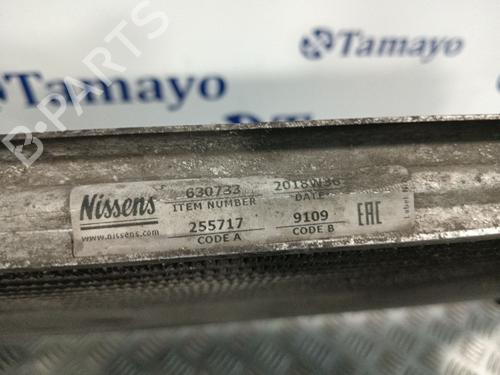 Tamayo
Tamayo
B-PARTS
Nissens
www.nissens.com
630733
ITEM NUMBER
2018W36
DATE
255717
CODE A
9109
CODE B
EAC